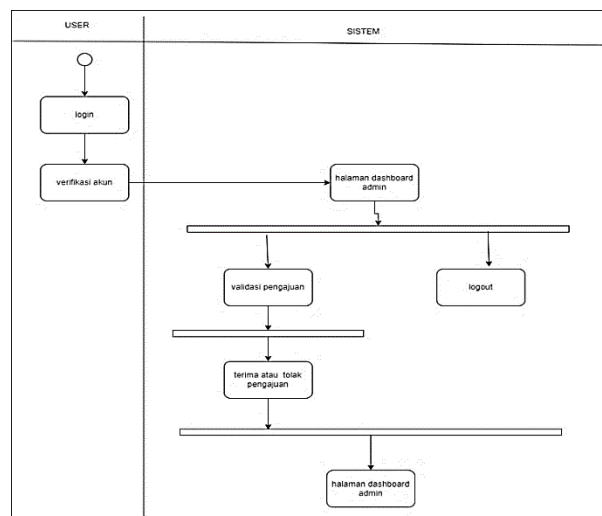 USER
SISTEM
login
verifikasi akun
halaman dashboard
admin
validasi pengajuan
logout
terima atau tolak
pengajuan
halaman dashboard
admin